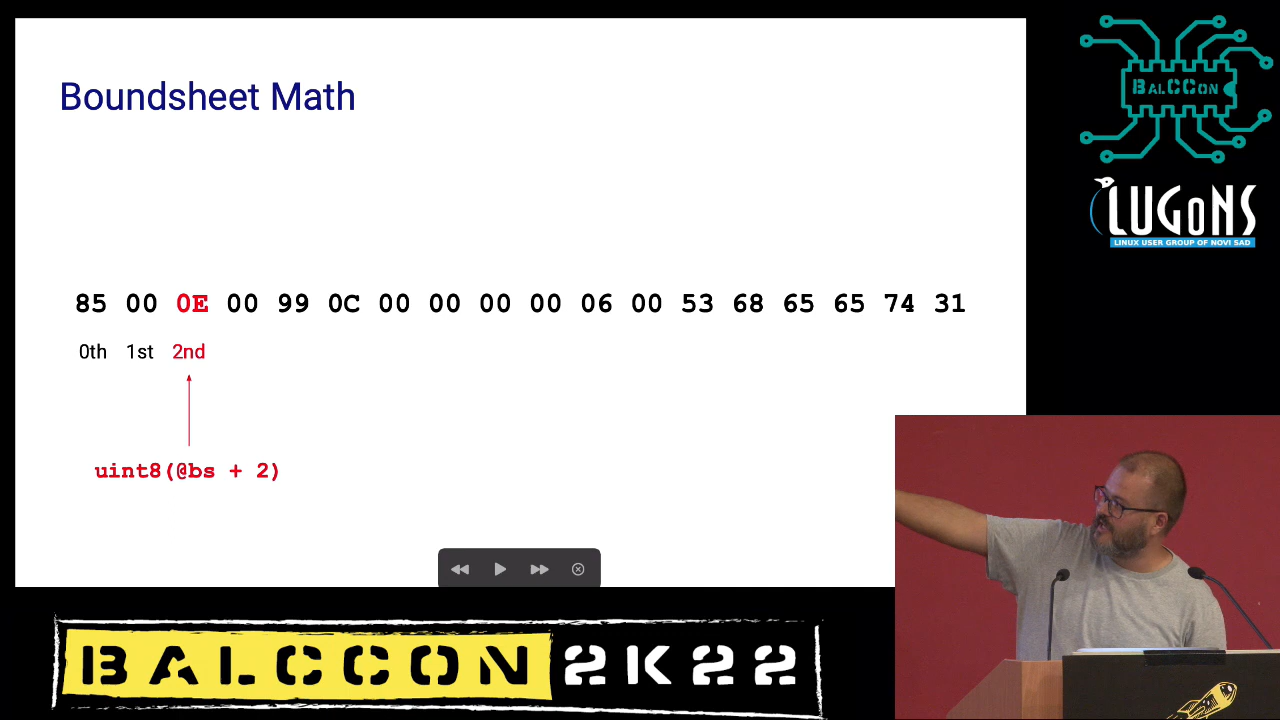 Boundsheet Math
85 00 0E 00 99 0C 00 00 00 00 06 00 53 68 65 65 74 31
0th 1st 2nd
uint8(@bs + 2)
BALCCON
LUGoNS
LINUX USER GROUP OF NOVI SAD
BALCCON 2K22